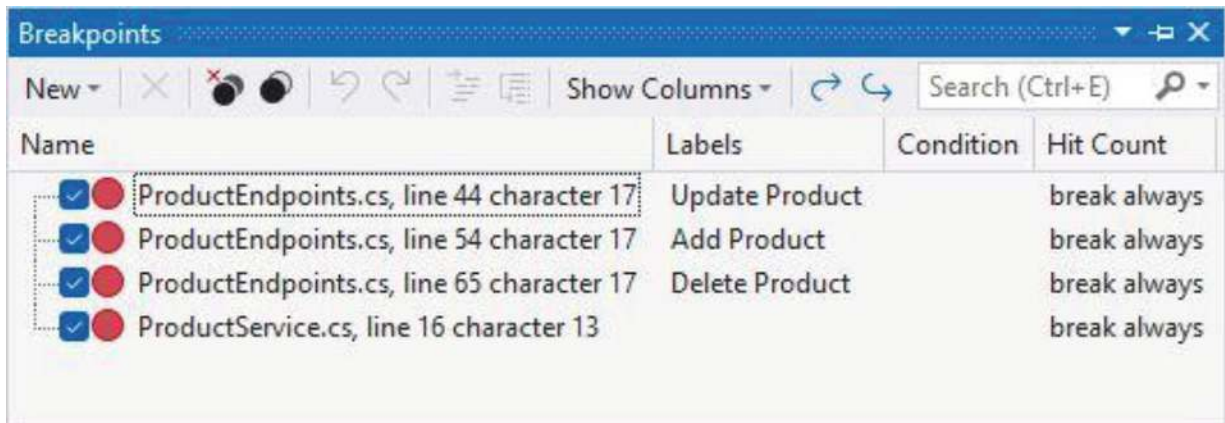 Breakpoints
New Show Columns Search (Ctrl+E)
Name Labels Condition Hit Count
ProductEndpoints.cs, line 44 character 17 Update Product break always
ProductEndpoints.cs, line 54 character 17 Add Product break always
ProductEndpoints.cs, line 65 character 17 Delete Product break always
ProductService.cs, line 16 character 13 break always